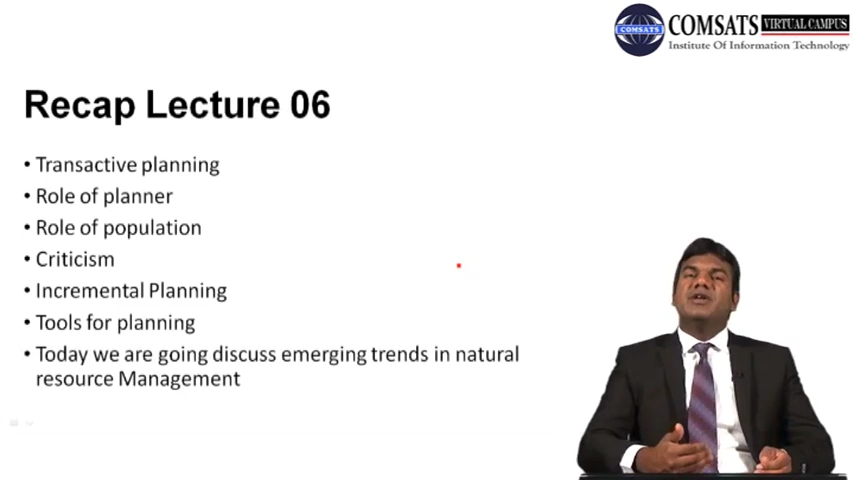 COMSATS VIRTUAL CAMPUS
COMSATS
Institute Of Information Technology
Recap Lecture 06
• Transactive planning
• Role of planner
• Role of population
• Criticism
• Incremental Planning
• Tools for planning
• Today we are going discuss emerging trends in natural
resource Management